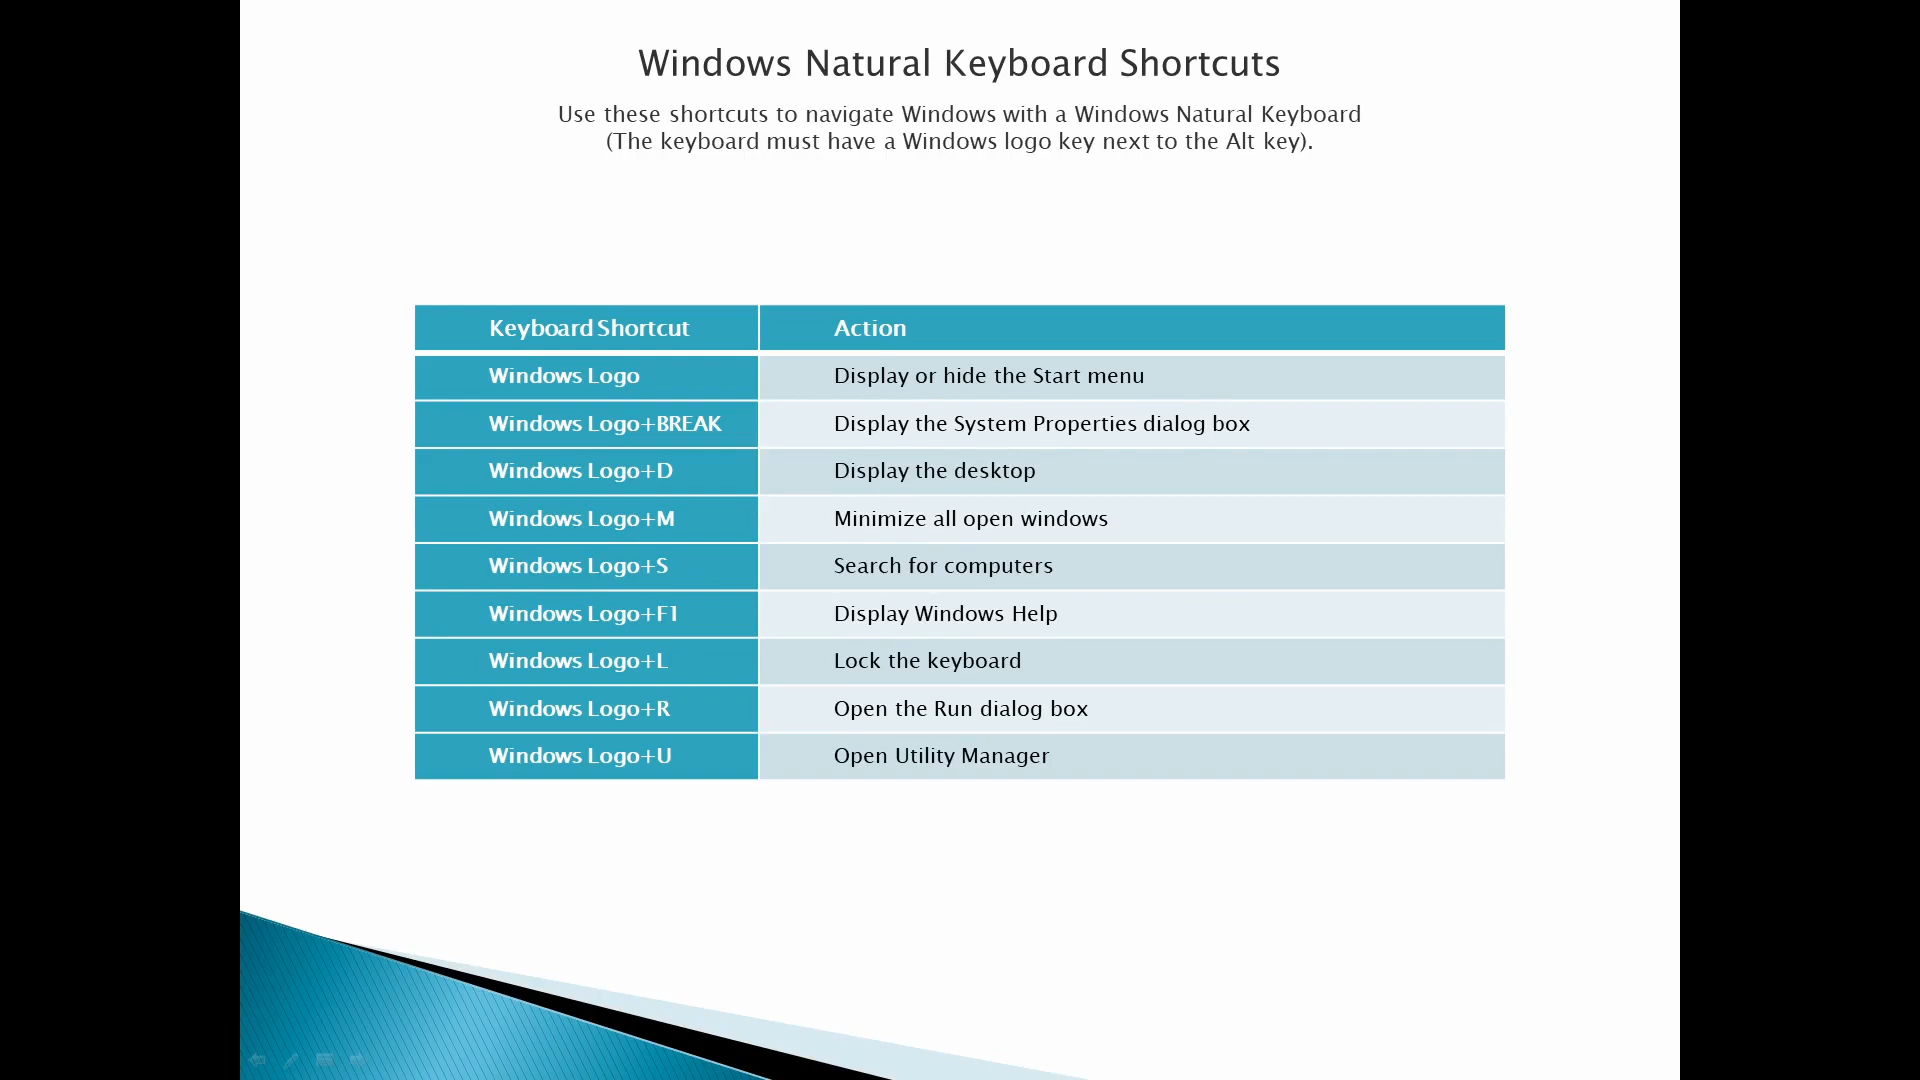 Windows Natural Keyboard Shortcuts
Use these shortcuts to navigate Windows with a Windows Natural Keyboard
(The keyboard must have a Windows logo key next to the Alt key).
Keyboard Shortcut Action
Windows Logo Display or hide the Start menu
Windows Logo+BREAK Display the System Properties dialog box
Windows Logo+D Display the desktop
Windows Logo+M Minimize all open windows
Windows Logo+S Search for computers
Windows Logo+F1 Display Windows Help
Windows Logo+L Lock the keyboard
Windows Logo+R Open the Run dialog box
Windows Logo+U Open Utility Manager